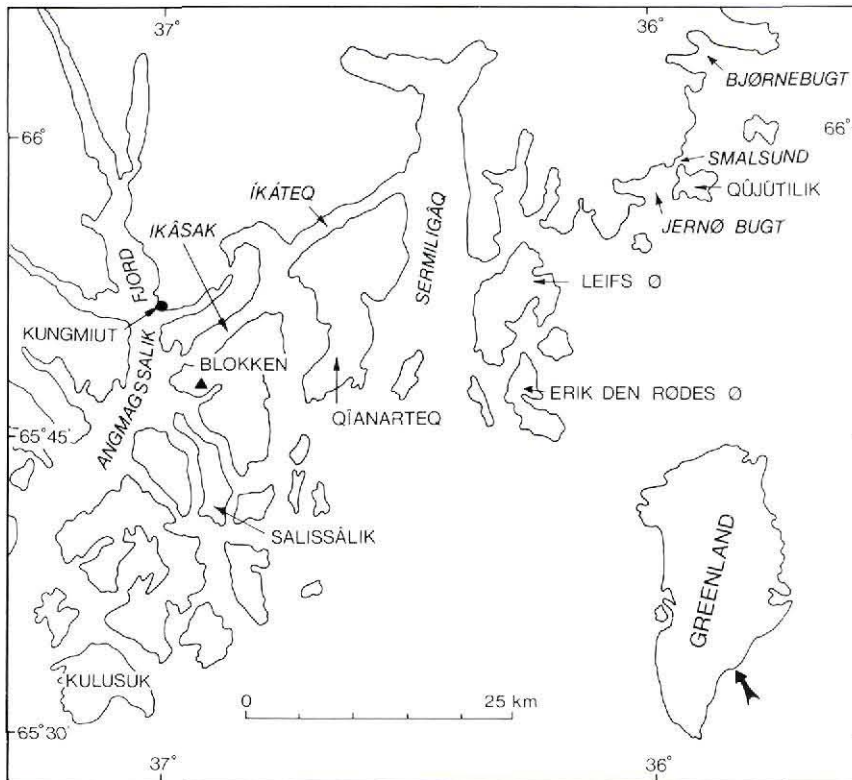 37° 36°
BJØRNEBUGT
66° 66°
SMALSUND
ÍKÁTEQ
QÛJÛTILIK
IKÂSAK
JERNØ BUGT
SERMILIGÂQ
ANGMAGSSALIK FJORD
LEIFS Ø
KUNGMIUT
BLOKKEN
ERIK DEN RØDES Ø
QÎANARTEQ
65°45'
SALISSÂLIK
GREENLAND
KULUSUK
0 25 km
65°30'
37° 36°